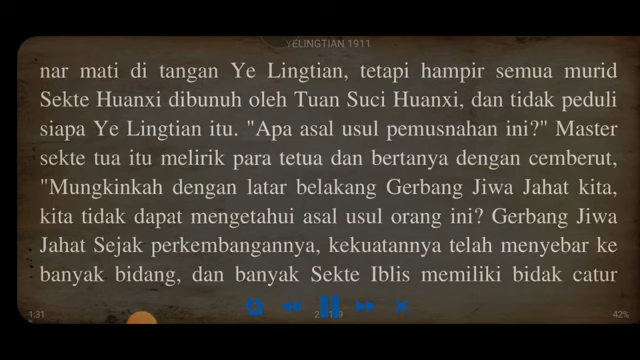 YELINGTIAN 1911
nar mati di tangan Ye Lingtian, tetapi hampir semua murid
Sekte Huanxi dibunuh oleh Tuan Suci Huanxi, dan tidak peduli
siapa Ye Lingtian itu. "Apa asal usul pemusnahan ini?" Master
sekte tua itu melirik para tetua dan bertanya dengan cemberut,
"Mungkinkah dengan latar belakang Gerbang Jiwa Jahat kita,
kita tidak dapat mengetahui asal usul orang ini? Gerbang Jiwa
Jahat Sejak perkembangannya, kekuatannya telah menyebar ke
banyak bidang, dan banyak Sekte Iblis memiliki bidak catur
1:31
42%